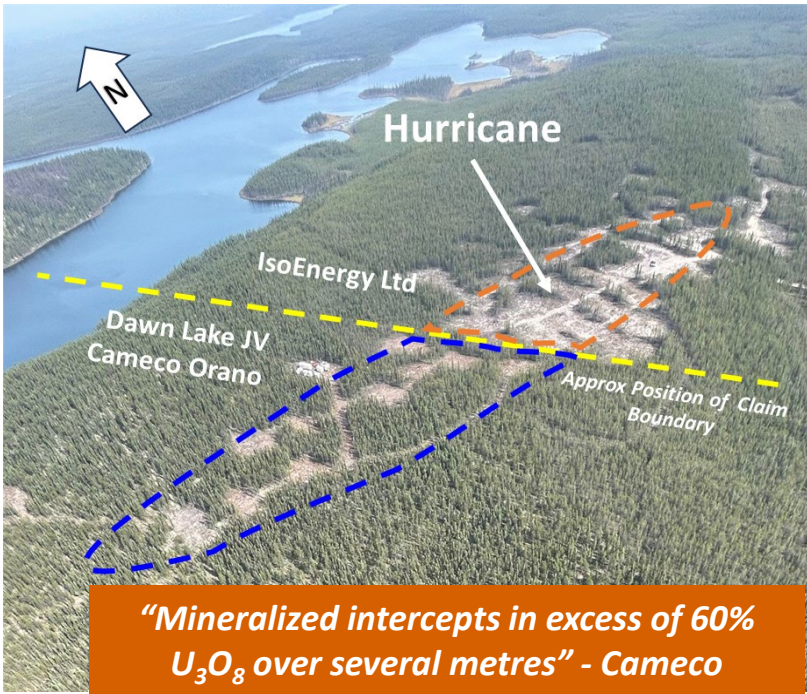 N
Hurricane
IsoEnergy Ltd
Dawn Lake JV
Cameco Orano
Approx Position of Claim
Boundary
“Mineralized intercepts in excess of 60%
U₃O₈ over several metres” - Cameco